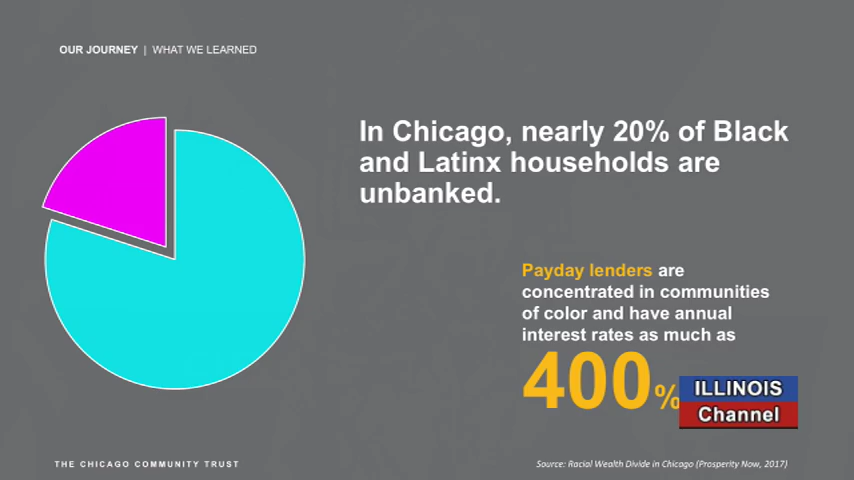 OUR JOURNEY | WHAT WE LEARNED
In Chicago, nearly 20% of Black
and Latinx households are
unbanked.
Payday lenders are
concentrated in communities
of color and have annual
interest rates as much as
400%
ILLINOIS
Channel
THE CHICAGO COMMUNITY TRUST
Source: Racial Wealth Divide in Chicago (Prosperity Now, 2017)